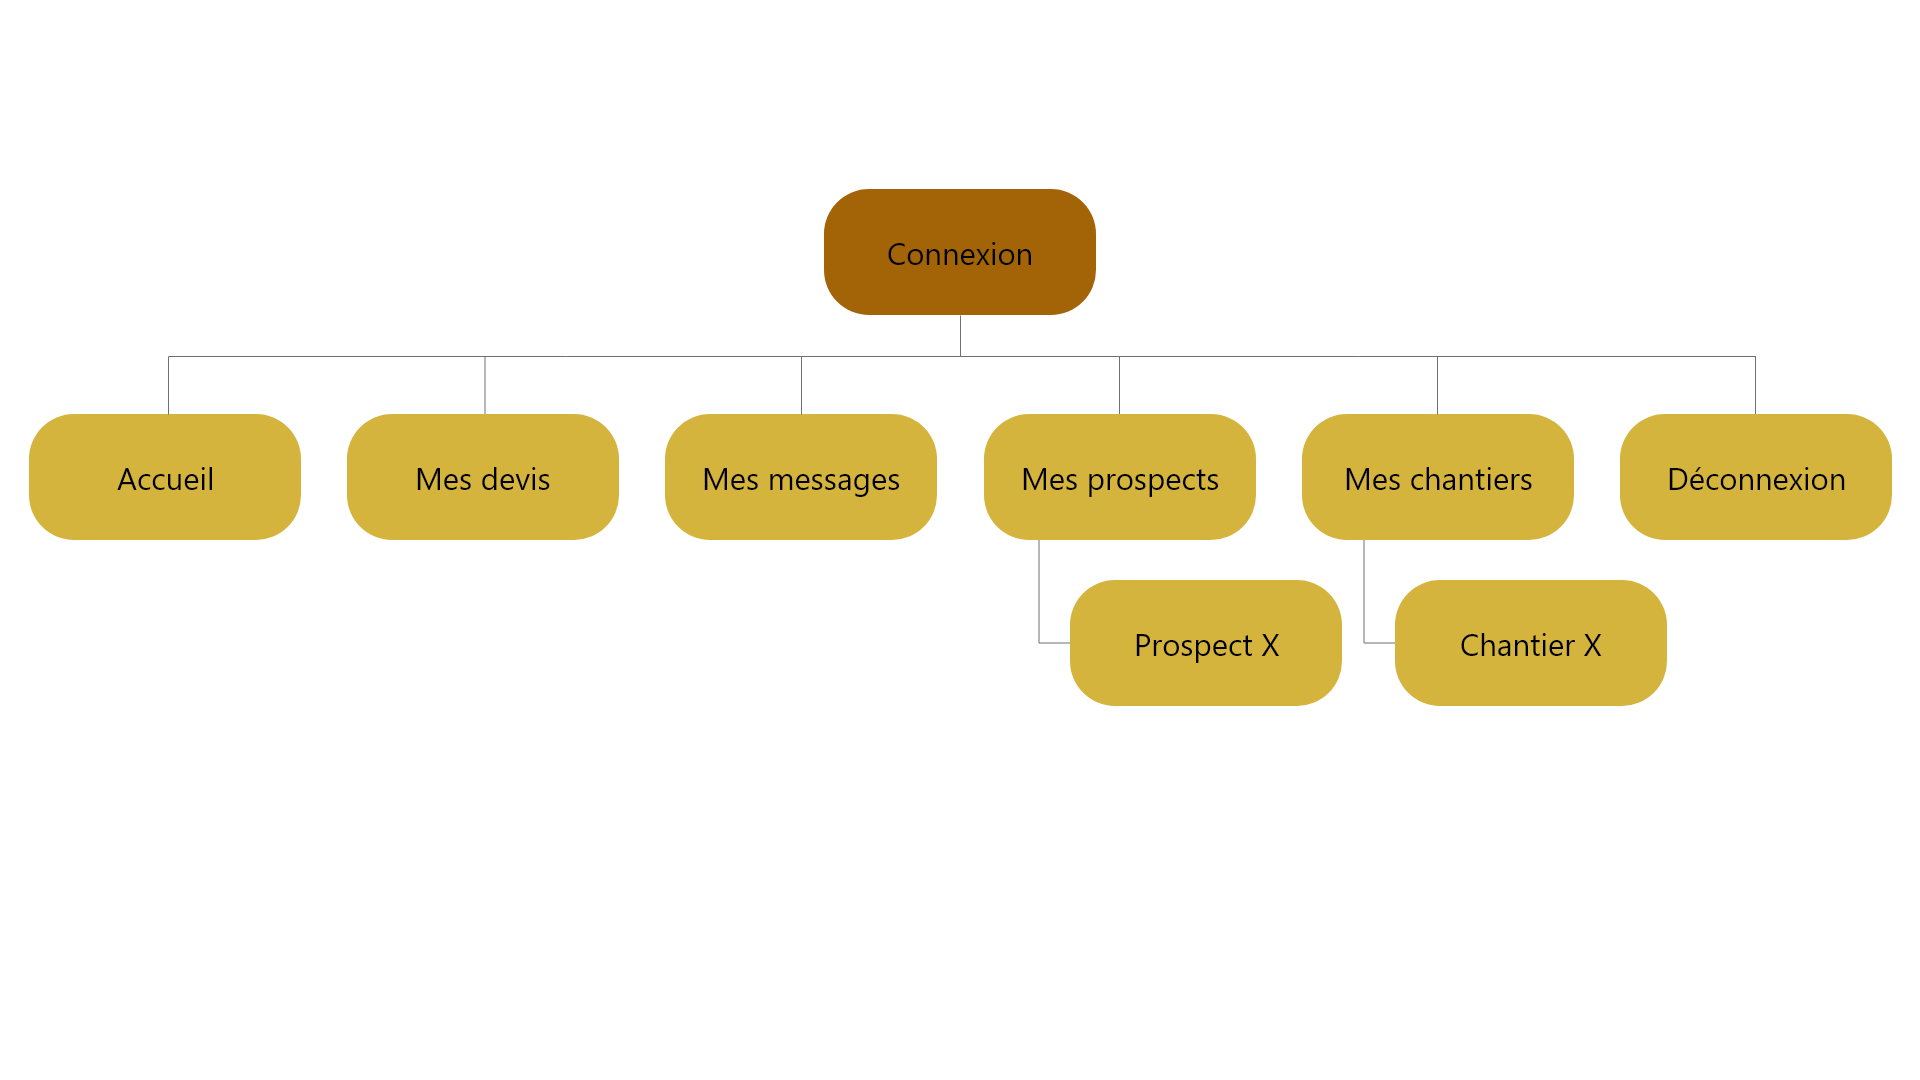 Connexion
Accueil
Mes devis
Mes messages
Mes prospects
Mes chantiers
Déconnexion
Prospect X
Chantier X